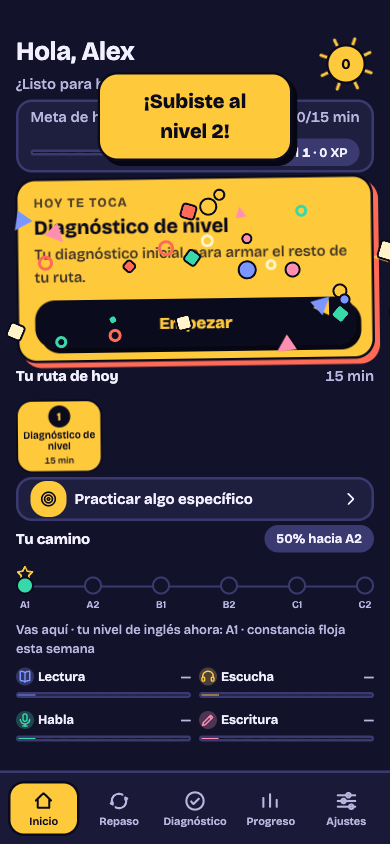 Hola, Alex
0
¿Listo para
¡Subiste al
nivel 2!
Meta de
0/15 min
1 · 0 XP
HOY TE TOCA
Diagnóstico de nivel
Tu diagnóstico inicial para armar el resto de
tu ruta.
Empezar
Tu ruta de hoy
15 min
1
Diagnóstico de
nivel
15 min
Practicar algo específico
Tu camino
50% hacia A2
A1
A2
B1
B2
C1
C2
Vas aquí · tu nivel de inglés ahora: A1 · constancia floja
esta semana
Lectura
–
Escucha
–
Habla
–
Escritura
–
Inicio
Repaso
Diagnóstico
Progreso
Ajustes